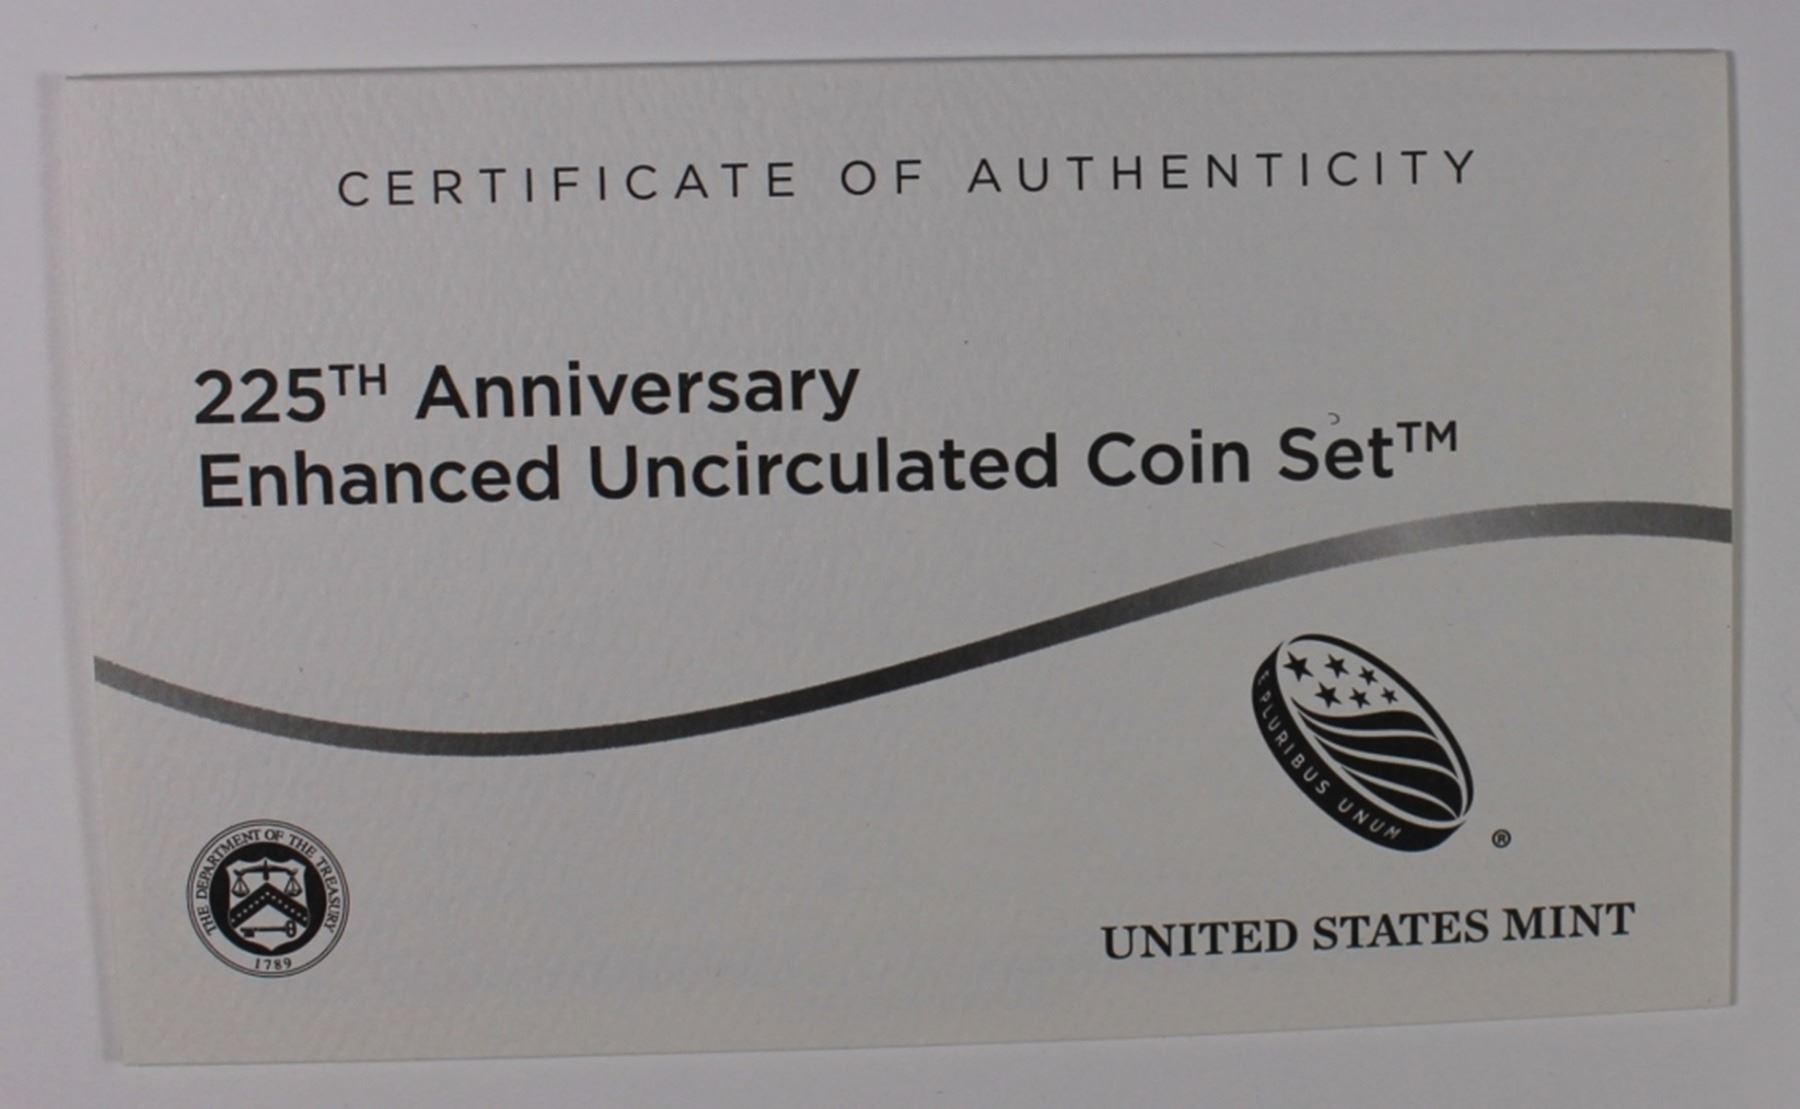 CERTIFICATE OF AUTHENTICITY
225TH Anniversary
Enhanced Uncirculated Coin Set™
E PLURIBUS UNUM
®
THE DEPARTMENT OF THE TREASURY
1789
UNITED STATES MINT